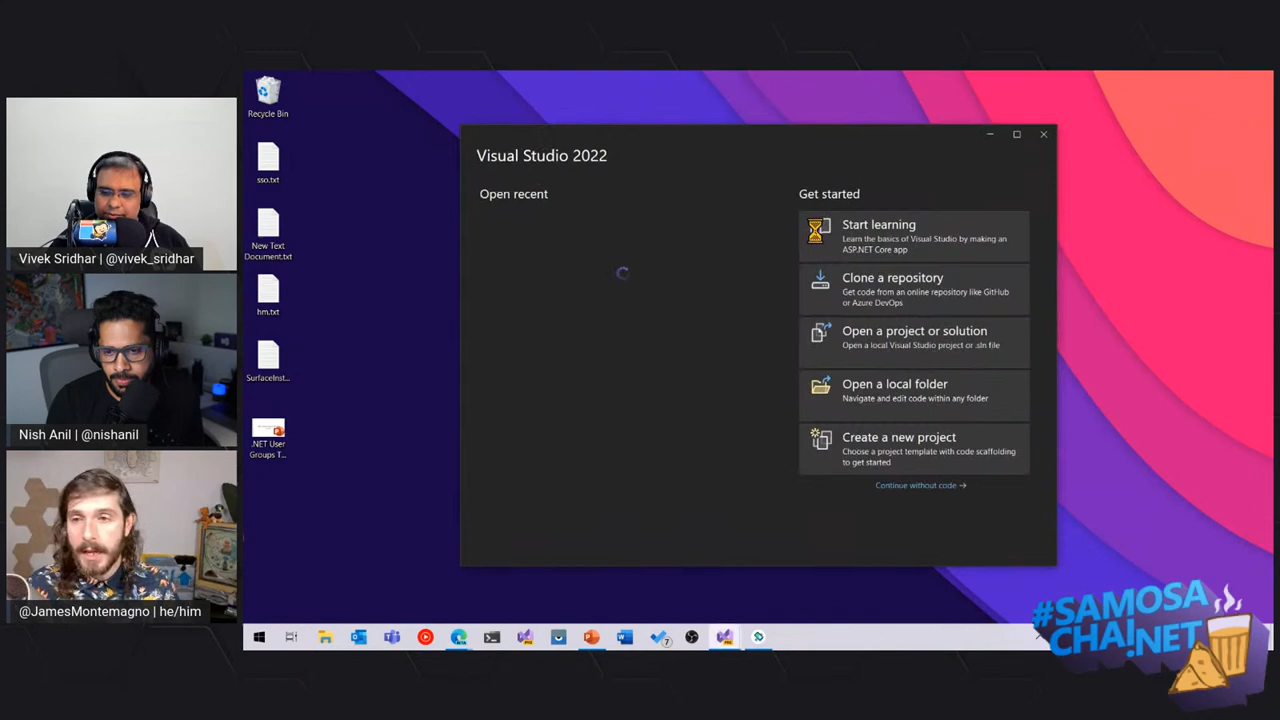 Vivek Sridhar | @vivek_sridhar
Nish Anil | @nishanil
@JamesMontemagno | he/him
Recycle Bin
sso.txt
New Text
Document.txt
hm.txt
SurfaceInst...
.NET User
Groups T...
Visual Studio 2022
Open recent
Get started
Start learning
Learn the basics of Visual Studio by making an
ASP.NET Core app
Clone a repository
Get code from an online repository like GitHub
or Azure DevOps
Open a project or solution
Open a local Visual Studio project or .sln file
Open a local folder
Navigate and edit code within any folder
Create a new project
Choose a project template with code scaffolding
to get started
Continue without code →
7
#SAMOSA
CHAI.NET